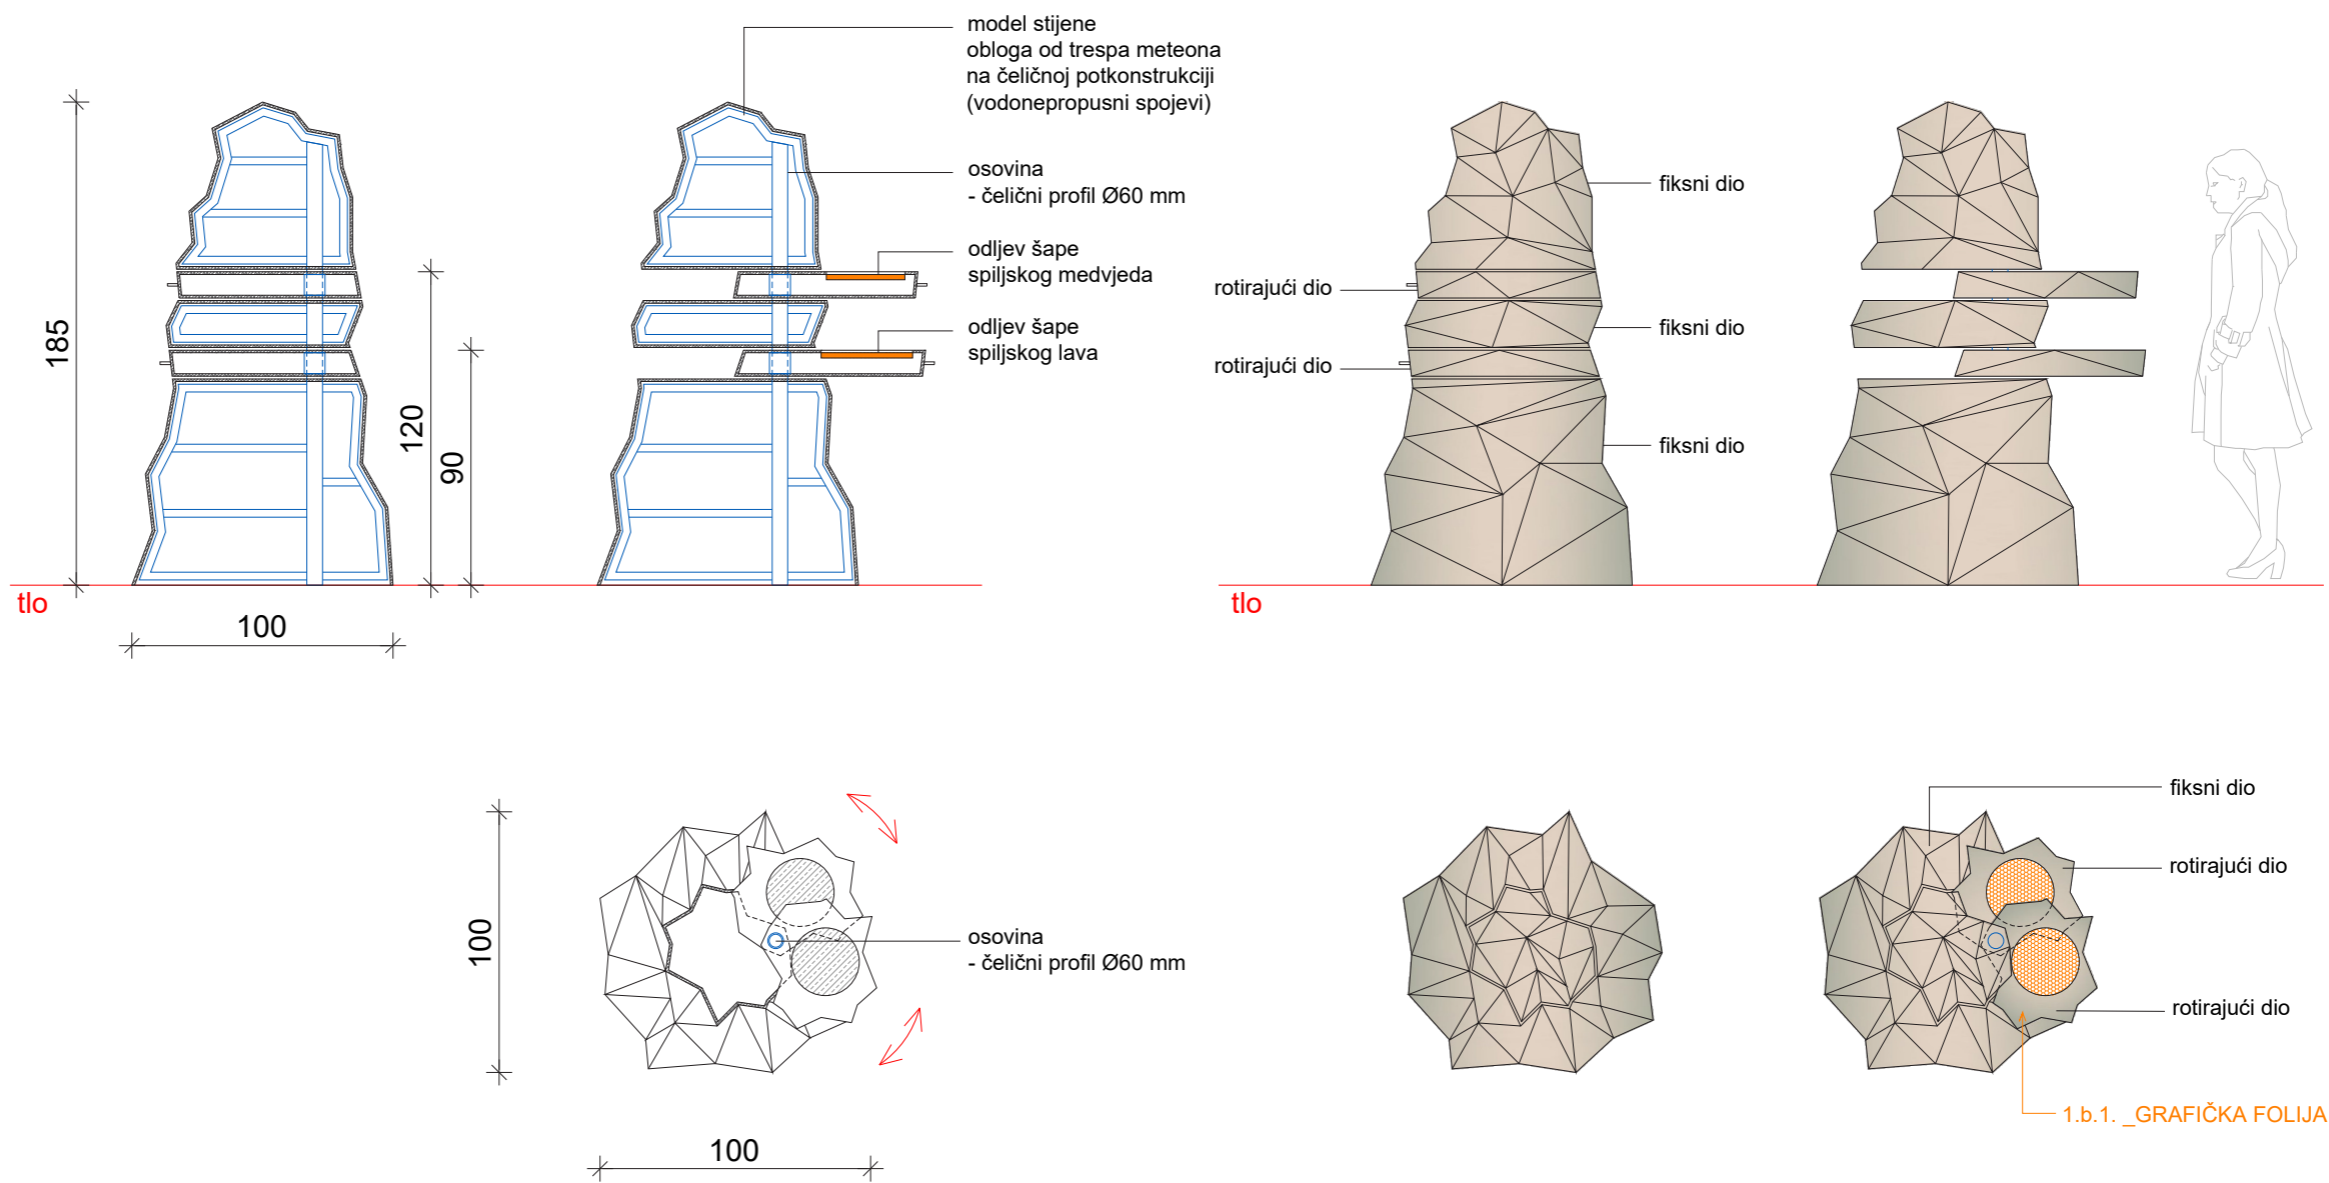 model stijene
obloga od trespa meteona
na čeličnoj potkonstrukciji
(vodonepropusni spojevi)
osovina
- čelični profil Ø60 mm
odljev šape
spiljskog medvjeda
odljev šape
spiljskog lava
185
120
90
tlo
100
fiksni dio
rotirajući dio
fiksni dio
rotirajući dio
fiksni dio
tlo
100
osovina
- čelični profil Ø60 mm
100
fiksni dio
rotirajući dio
rotirajući dio
1.b.1. _GRAFIČKA FOLIJA